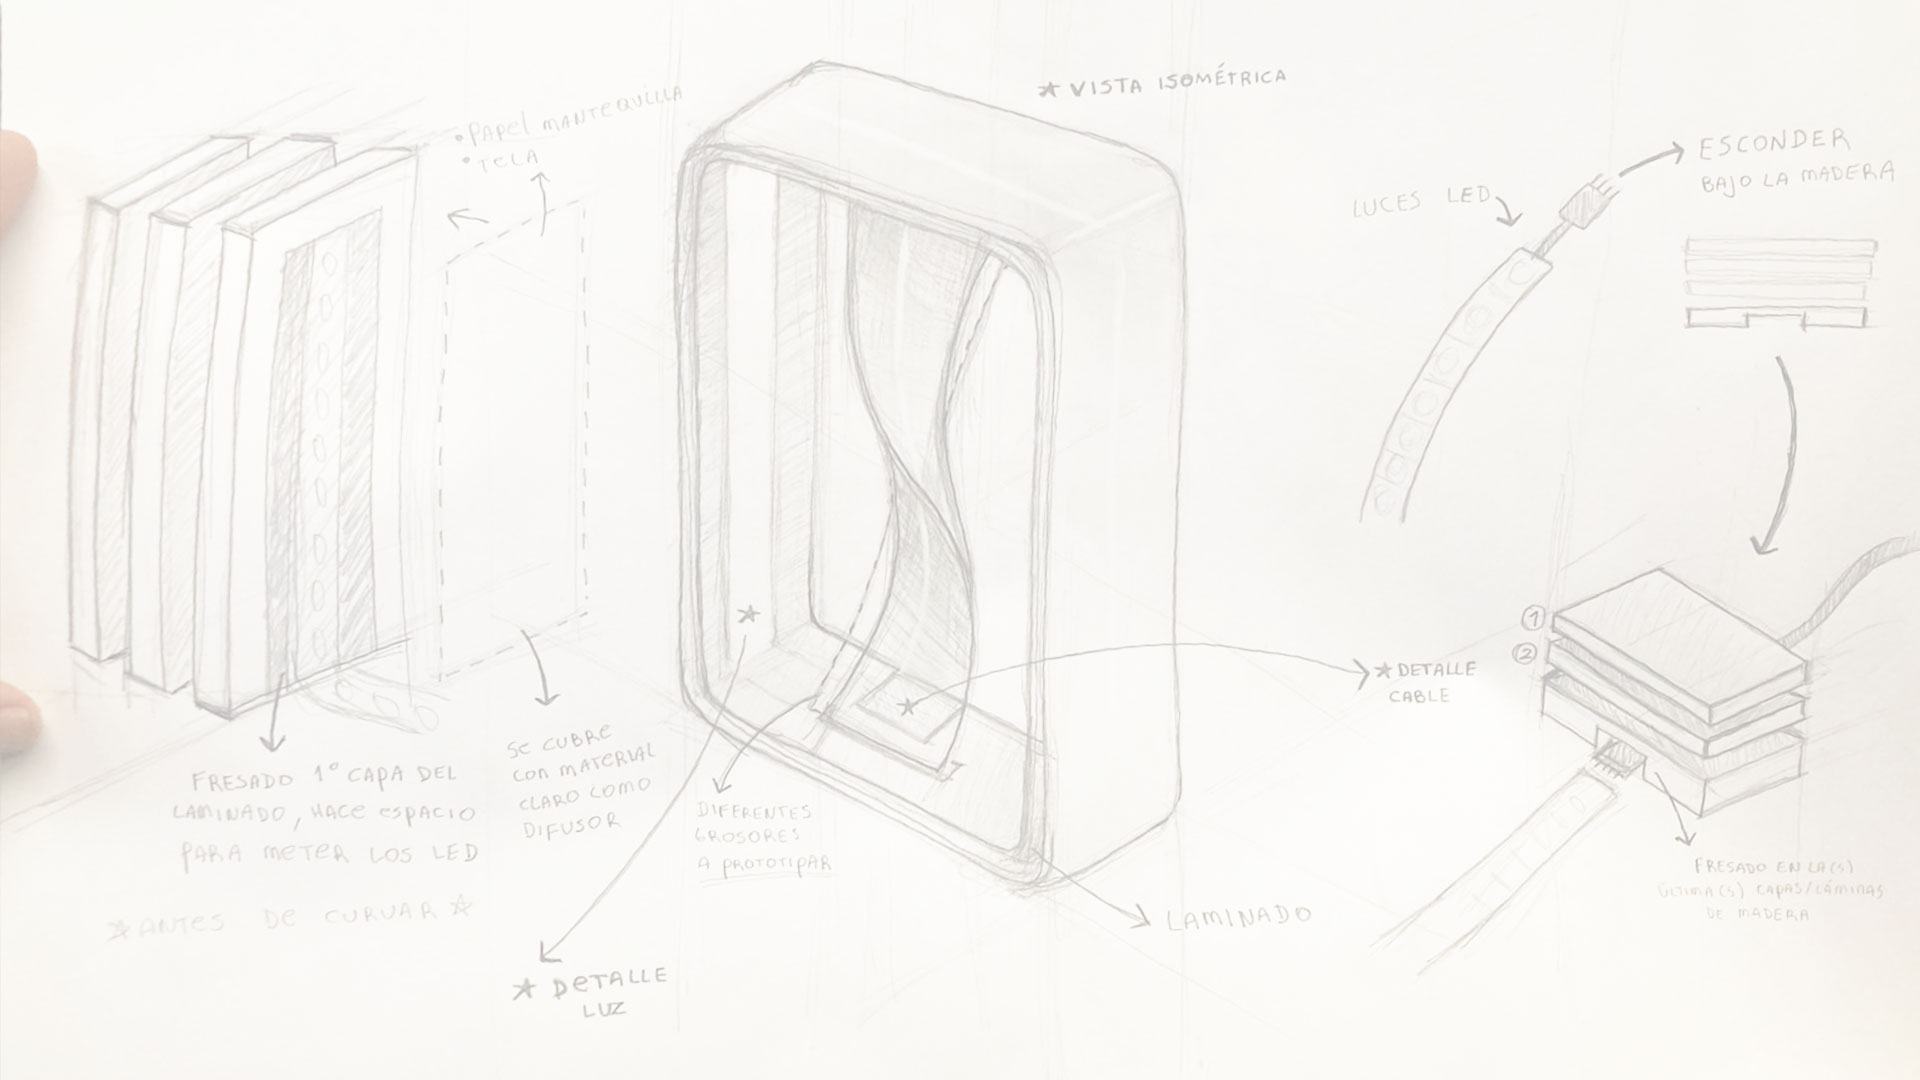 • PAPEL MANTEQUILLA
• TELA
★ VISTA ISOMÉTRICA
LUCES LED
ESCONDER
BAJO LA MADERA
1
2
★ DETALLE
CABLE
FRESADO 1° CAPA DEL
LAMINADO, HACE ESPACIO
PARA METER LOS LED
★ ANTES DE CURVAR ★
SE CUBRE
CON MATERIAL
CLARO COMO
DIFUSOR
DIFERENTES
GROSORES
A PROTOTIPAR
FRESADO EN LA(S)
ÚLTIMA(S) CAPAS/LÁMINAS
DE MADERA
LAMINADO
★ DETALLE
LUZ